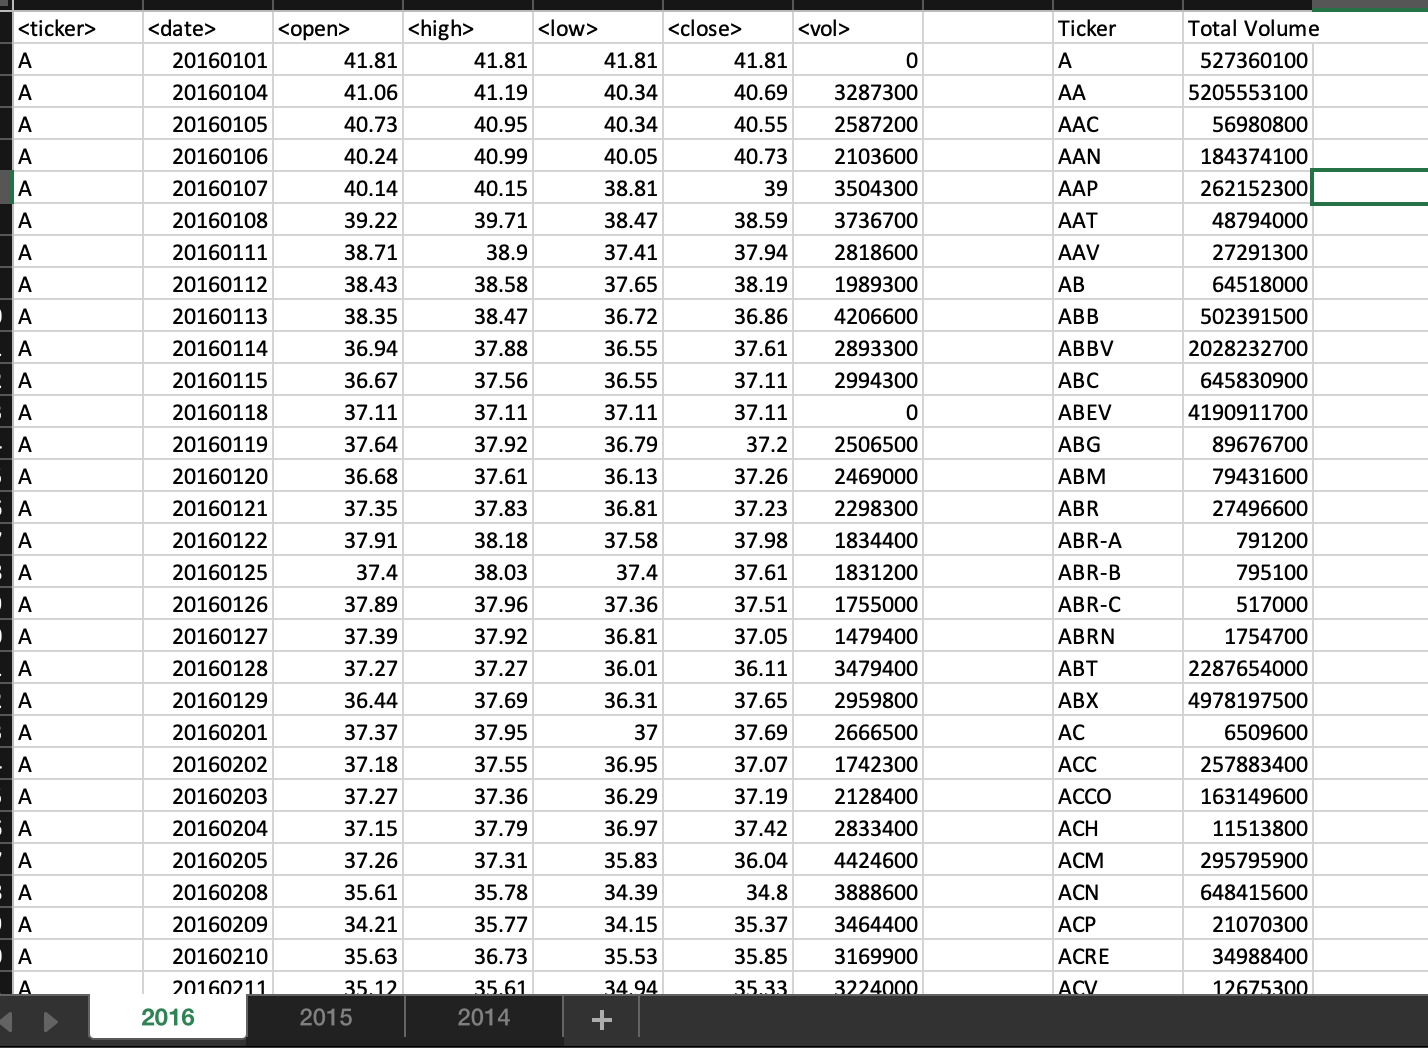 <ticker> <date> <open> <high> <low> <close> <vol> Ticker Total Volume
A 20160101 41.81 41.81 41.81 41.81 0 A 527360100
A 20160104 41.06 41.19 40.34 40.69 3287300 AA 5205553100
A 20160105 40.73 40.95 40.34 40.55 2587200 AAC 56980800
A 20160106 40.24 40.99 40.05 40.73 2103600 AAN 184374100
A 20160107 40.14 40.15 38.81 39 3504300 AAP 262152300
A 20160108 39.22 39.71 38.47 38.59 3736700 AAT 48794000
A 20160111 38.71 38.9 37.41 37.94 2818600 AAV 27291300
A 20160112 38.43 38.58 37.65 38.19 1989300 AB 64518000
A 20160113 38.35 38.47 36.72 36.86 4206600 ABB 502391500
A 20160114 36.94 37.88 36.55 37.61 2893300 ABBV 2028232700
A 20160115 36.67 37.56 36.55 37.11 2994300 ABC 645830900
A 20160118 37.11 37.11 37.11 37.11 0 ABEV 4190911700
A 20160119 37.64 37.92 36.79 37.2 2506500 ABG 89676700
A 20160120 36.68 37.61 36.13 37.26 2469000 ABM 79431600
A 20160121 37.35 37.83 36.81 37.23 2298300 ABR 27496600
A 20160122 37.91 38.18 37.58 37.98 1834400 ABR-A 791200
A 20160125 37.4 38.03 37.4 37.61 1831200 ABR-B 795100
A 20160126 37.89 37.96 37.36 37.51 1755000 ABR-C 517000
A 20160127 37.39 37.92 36.81 37.05 1479400 ABRN 1754700
A 20160128 37.27 37.27 36.01 36.11 3479400 ABT 2287654000
A 20160129 36.44 37.69 36.31 37.65 2959800 ABX 4978197500
A 20160201 37.37 37.95 37 37.69 2666500 AC 6509600
A 20160202 37.18 37.55 36.95 37.07 1742300 ACC 257883400
A 20160203 37.27 37.36 36.29 37.19 2128400 ACCO 163149600
A 20160204 37.15 37.79 36.97 37.42 2833400 ACH 11513800
A 20160205 37.26 37.31 35.83 36.04 4424600 ACM 295795900
A 20160208 35.61 35.78 34.39 34.8 3888600 ACN 648415600
A 20160209 34.21 35.77 34.15 35.37 3464400 ACP 21070300
A 20160210 35.63 36.73 35.53 35.85 3169900 ACRE 34988400
A 20160211 35.12 35.61 34.94 35.33 3224000 ACV 12675300
2016 2015 2014 +